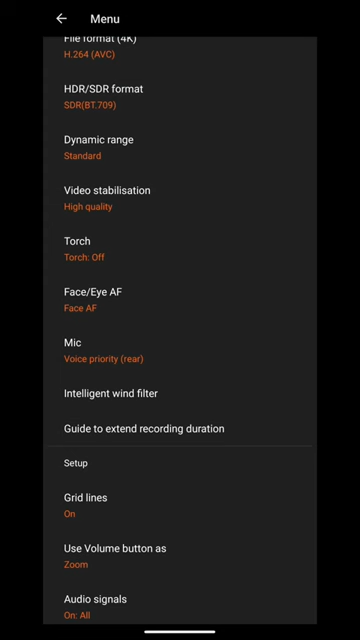 Menu
File format (4K)
H.264 (AVC)
HDR/SDR format
SDR(BT.709)
Dynamic range
Standard
Video stabilisation
High quality
Torch
Torch: Off
Face/Eye AF
Face AF
Mic
Voice priority (rear)
Intelligent wind filter
Guide to extend recording duration
Setup
Grid lines
On
Use Volume button as
Zoom
Audio signals
On: All